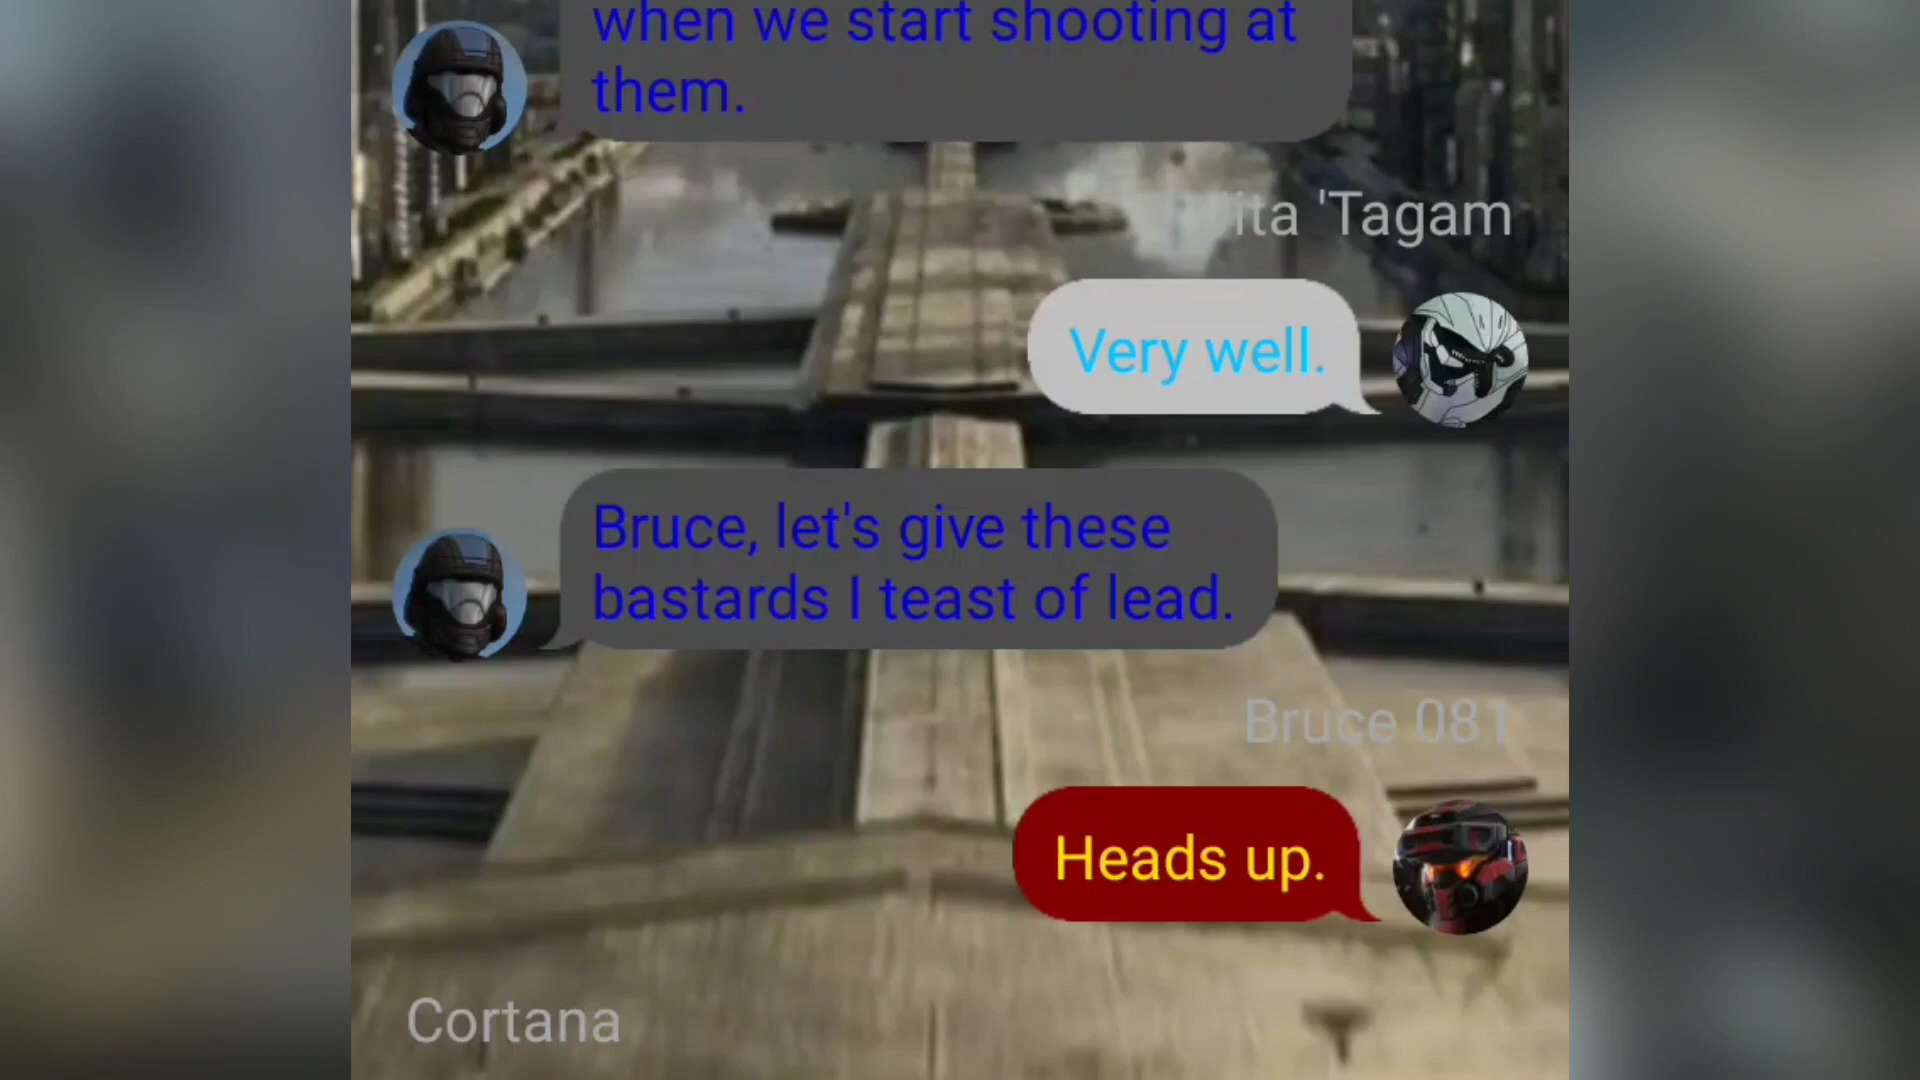 when we start shooting at
them.
'Tagam
Very well.
Bruce, let's give these
bastards I teast of lead.
Bruce 081
Heads up.
Cortana